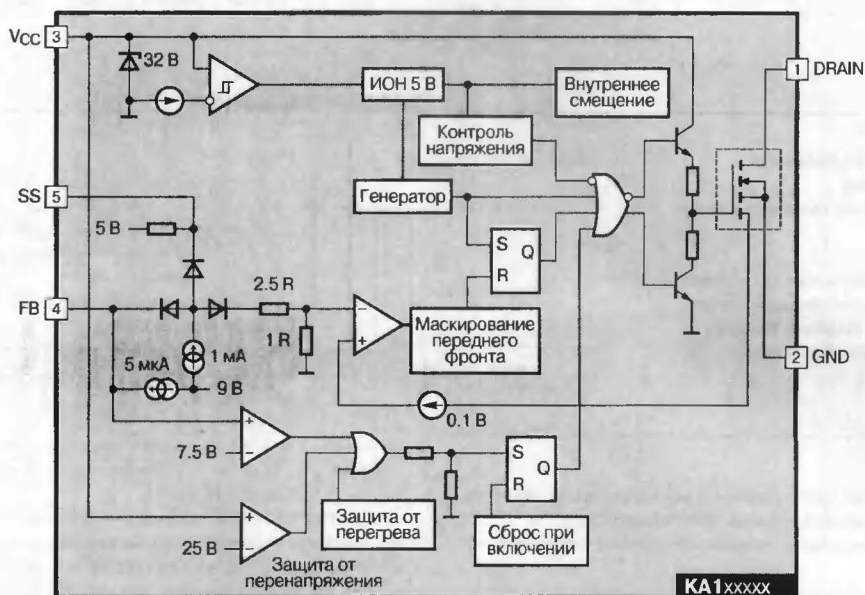 VCC 3
32 В
ИОН 5 В
Внутреннее
смещение
1 DRAIN
Контроль
напряжения
SS 5
5 В
Генератор
S
R
Q
FB 4
2.5 R
1 R
Маскирование
переднего
фронта
2 GND
5 мкА
1 мА
9 В
0.1 В
7.5 В
S
R
Q
Защита от
перегрева
Сброс при
включении
25 В
Защита от
перенапряжения
KA1xxxxx